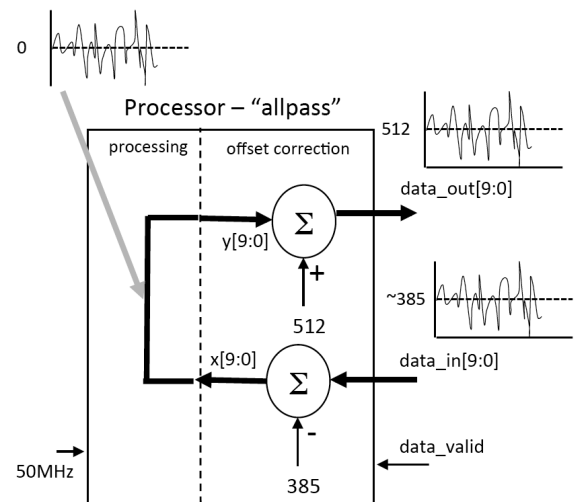 0
Processor – “allpass”
processing
offset correction
512
data_out[9:0]
Σ
y[9:0]
+
512
~385
x[9:0]
data_in[9:0]
Σ
-
385
data_valid
50MHz